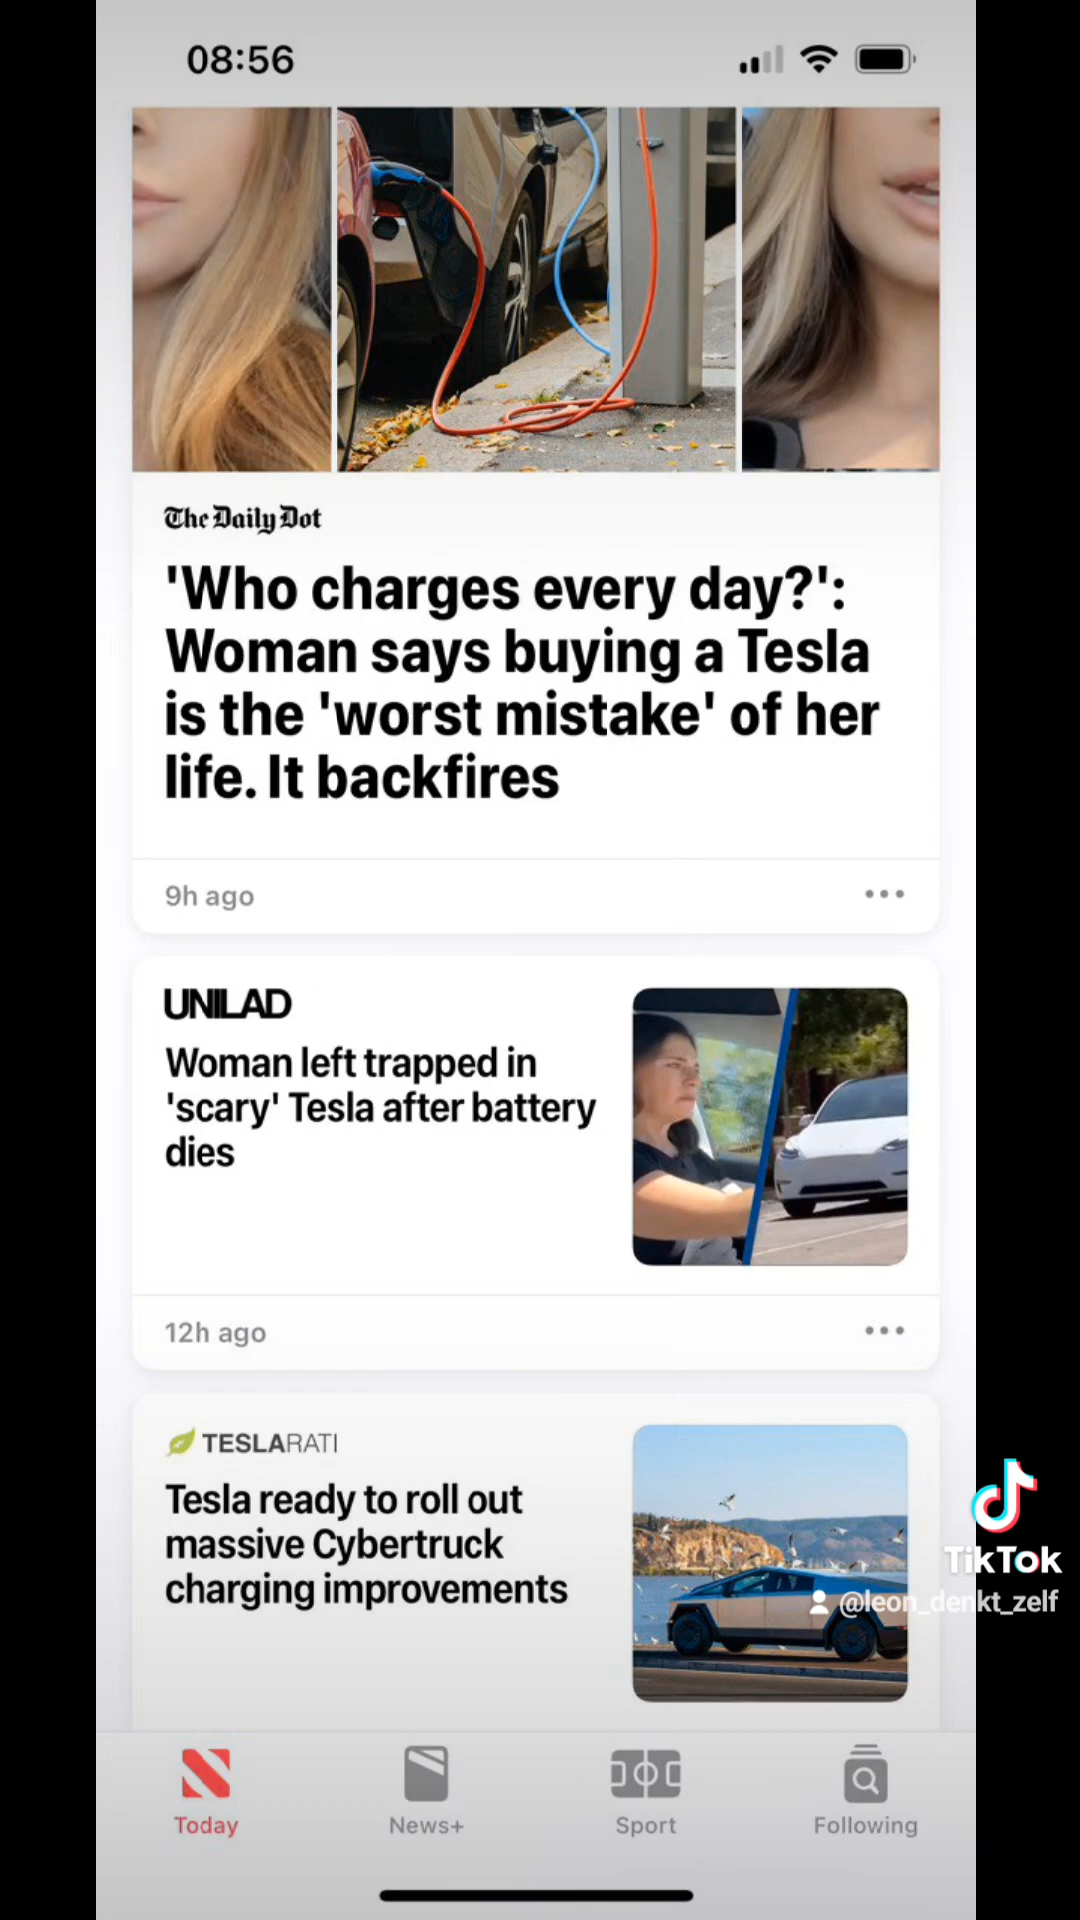 08:56
The Daily Dot
'Who charges every day?':
Woman says buying a Tesla
is the 'worst mistake' of her
life. It backfires
9h ago
UNILAD
Woman left trapped in
'scary' Tesla after battery
dies
12h ago
TESLARATI
Tesla ready to roll out
massive Cybertruck
charging improvements
TikTok
@leon_denkt_zelf
Today
News+
Sport
Following